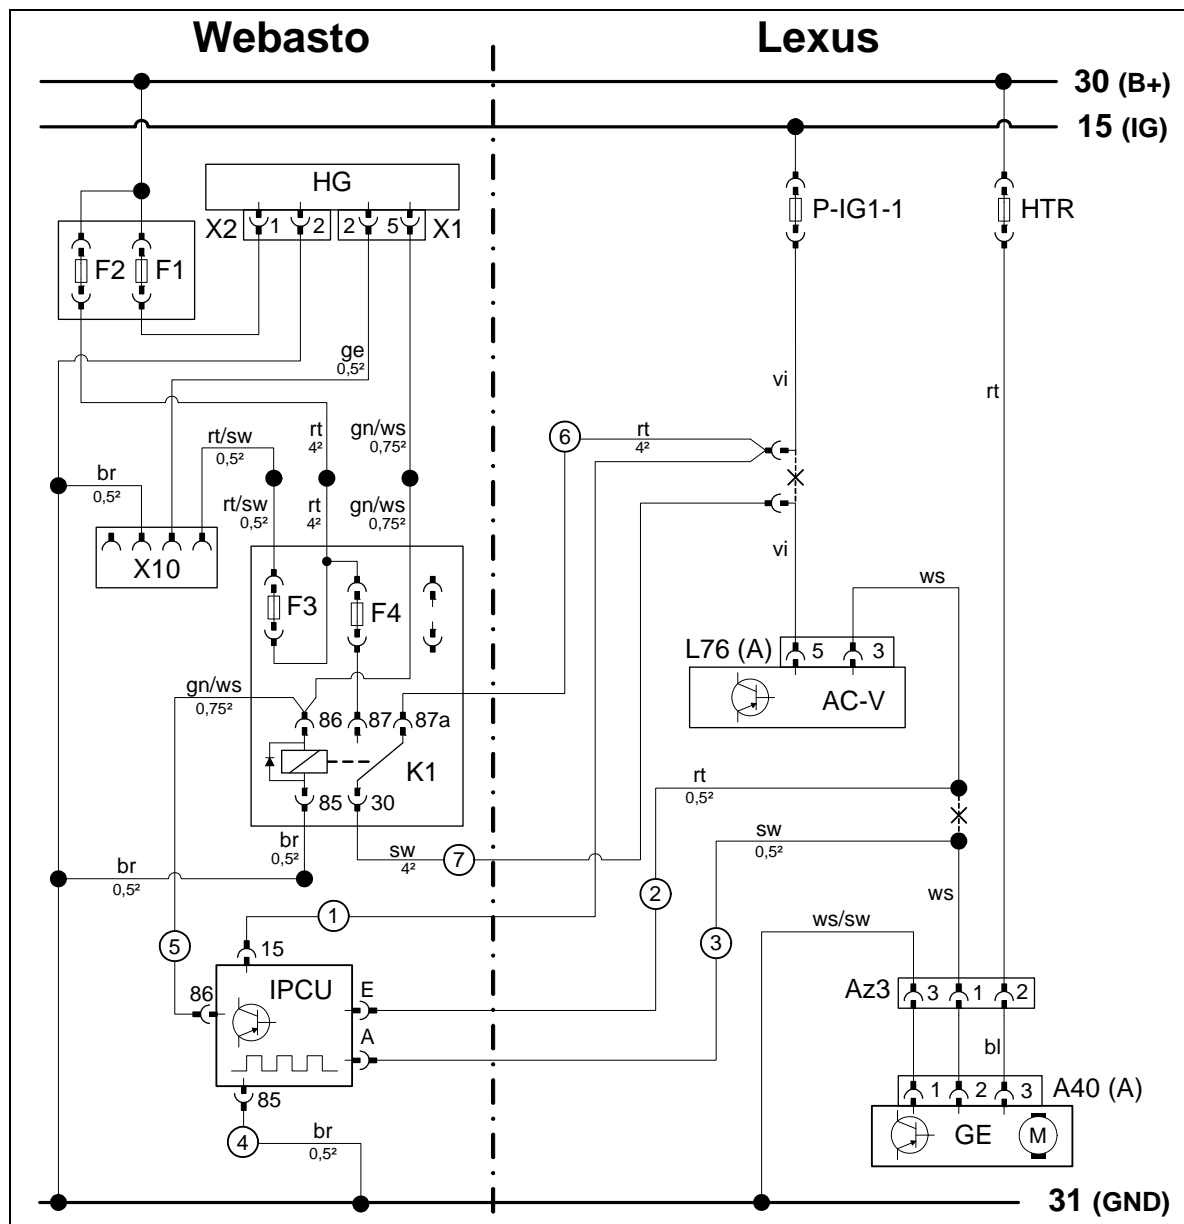 Webasto Lexus
30 (B+)
15 (IG)
HG
X2 1 2 2 5 X1
P-IG1-1 HTR
F2 F1
ge
0,5²
vi rt
rt/sw
0,5²
rt
4²
gn/ws
0,75²
6
rt
4²
br
0,5²
rt/sw
0,5²
rt
4²
gn/ws
0,75²
vi
X10
ws
F3 F4
L76 (A) 5 3
gn/ws
0,75²
AC-V
86 87 87a
K1
rt
0,5²
85 30
br
0,5²
sw
4²
7
sw
0,5²
br
0,5²
2
ws
1
ws/sw
5
3
15
86 IPCU E
Az3 3 1 2
A
bl
85
1 2 3 A40 (A)
4
br
0,5²
GE M
31 (GND)